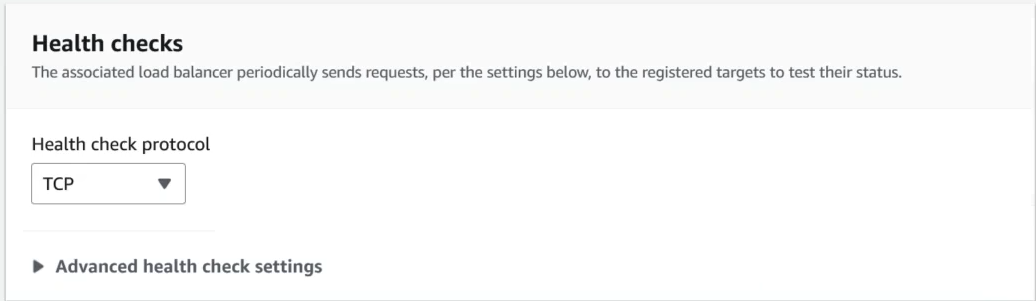 Health checks
The associated load balancer periodically sends requests, per the settings below, to the registered targets to test their status.
Health check protocol
TCP
Advanced health check settings